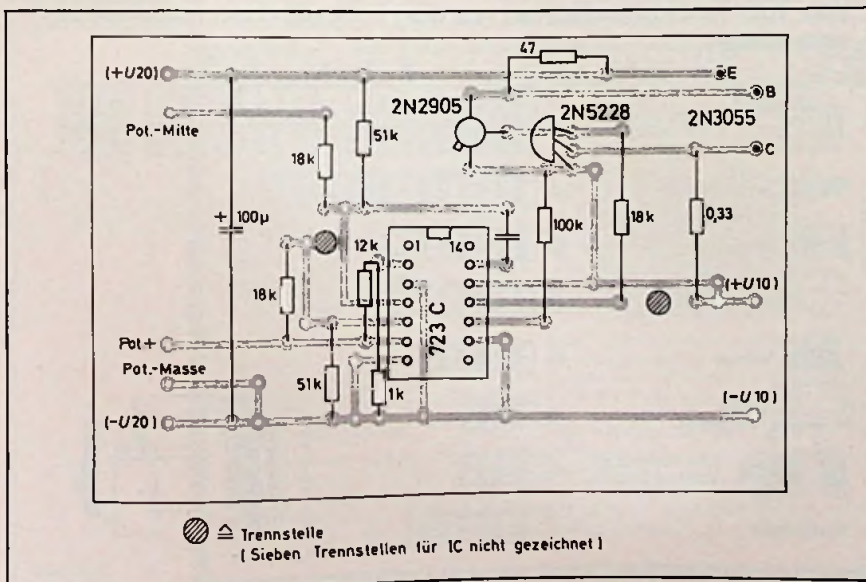 47
(+U20)
E
B
2N2905
2N5228
2N3055
Pot.-Mitte
51k
C
18k
+
100µ
100k
18k
0,33
12k
1
14
18k
723 C
(+U10)
Pot+
Pot.-Masse
51k
1k
(-U20)
(-U10)
≙ Trennstelle
( Sieben Trennstellen für IC nicht gezeichnet )